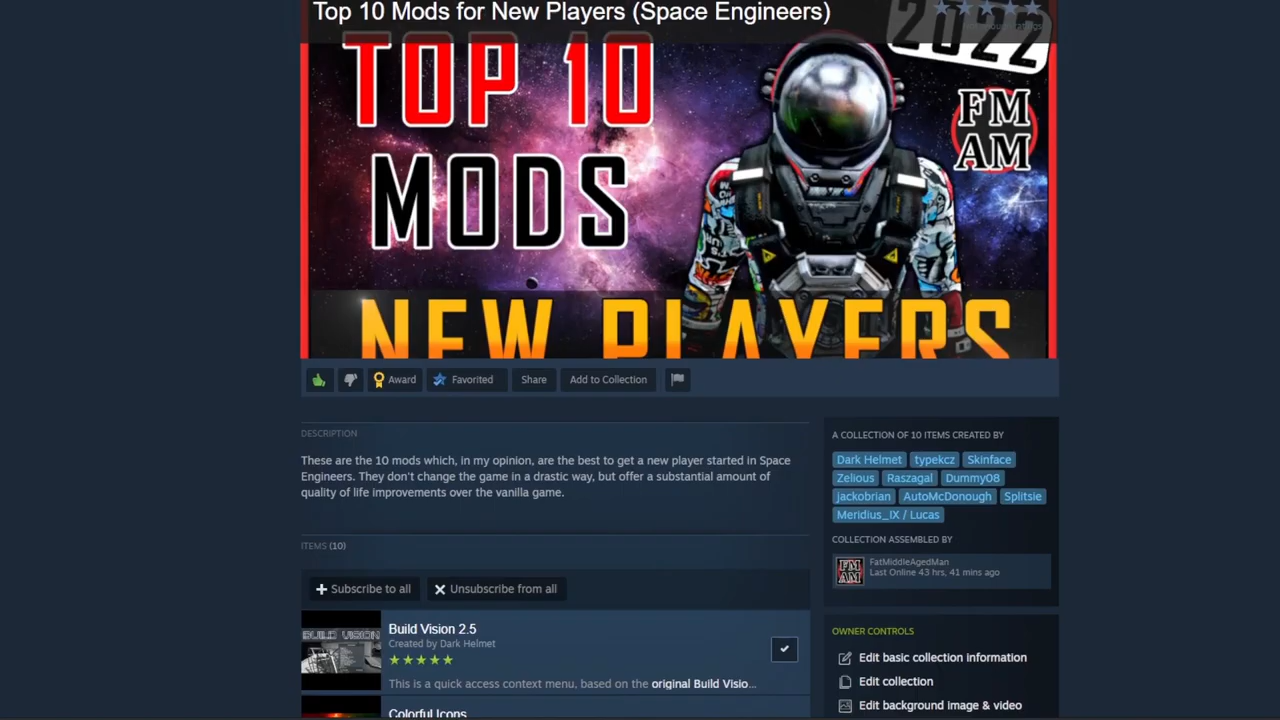 Top 10 Mods for New Players (Space Engineers)
2022
TOP 10
MODS
NEW PLAYERS
FM
AM
Award
Favorited
Share
Add to Collection
DESCRIPTION
These are the 10 mods which, in my opinion, are the best to get a new player started in Space
Engineers. They don't change the game in a drastic way, but offer a substantial amount of
quality of life improvements over the vanilla game.
ITEMS (10)
Subscribe to all
Unsubscribe from all
BUILD VISION
Build Vision 2.5
Created by Dark Helmet
This is a quick access context menu, based on the original Build Visio...
Colorful Icons
A COLLECTION OF 10 ITEMS CREATED BY
Dark Helmet typekcz Skinface
Zelious Raszagal Dummy08
jackobrian AutoMcDonough Splitsie
Meridius_IX / Lucas
COLLECTION ASSEMBLED BY
FM
AM
FatMiddleAgedMan
Last Online 43 hrs, 41 mins ago
OWNER CONTROLS
Edit basic collection information
Edit collection
Edit background image & video